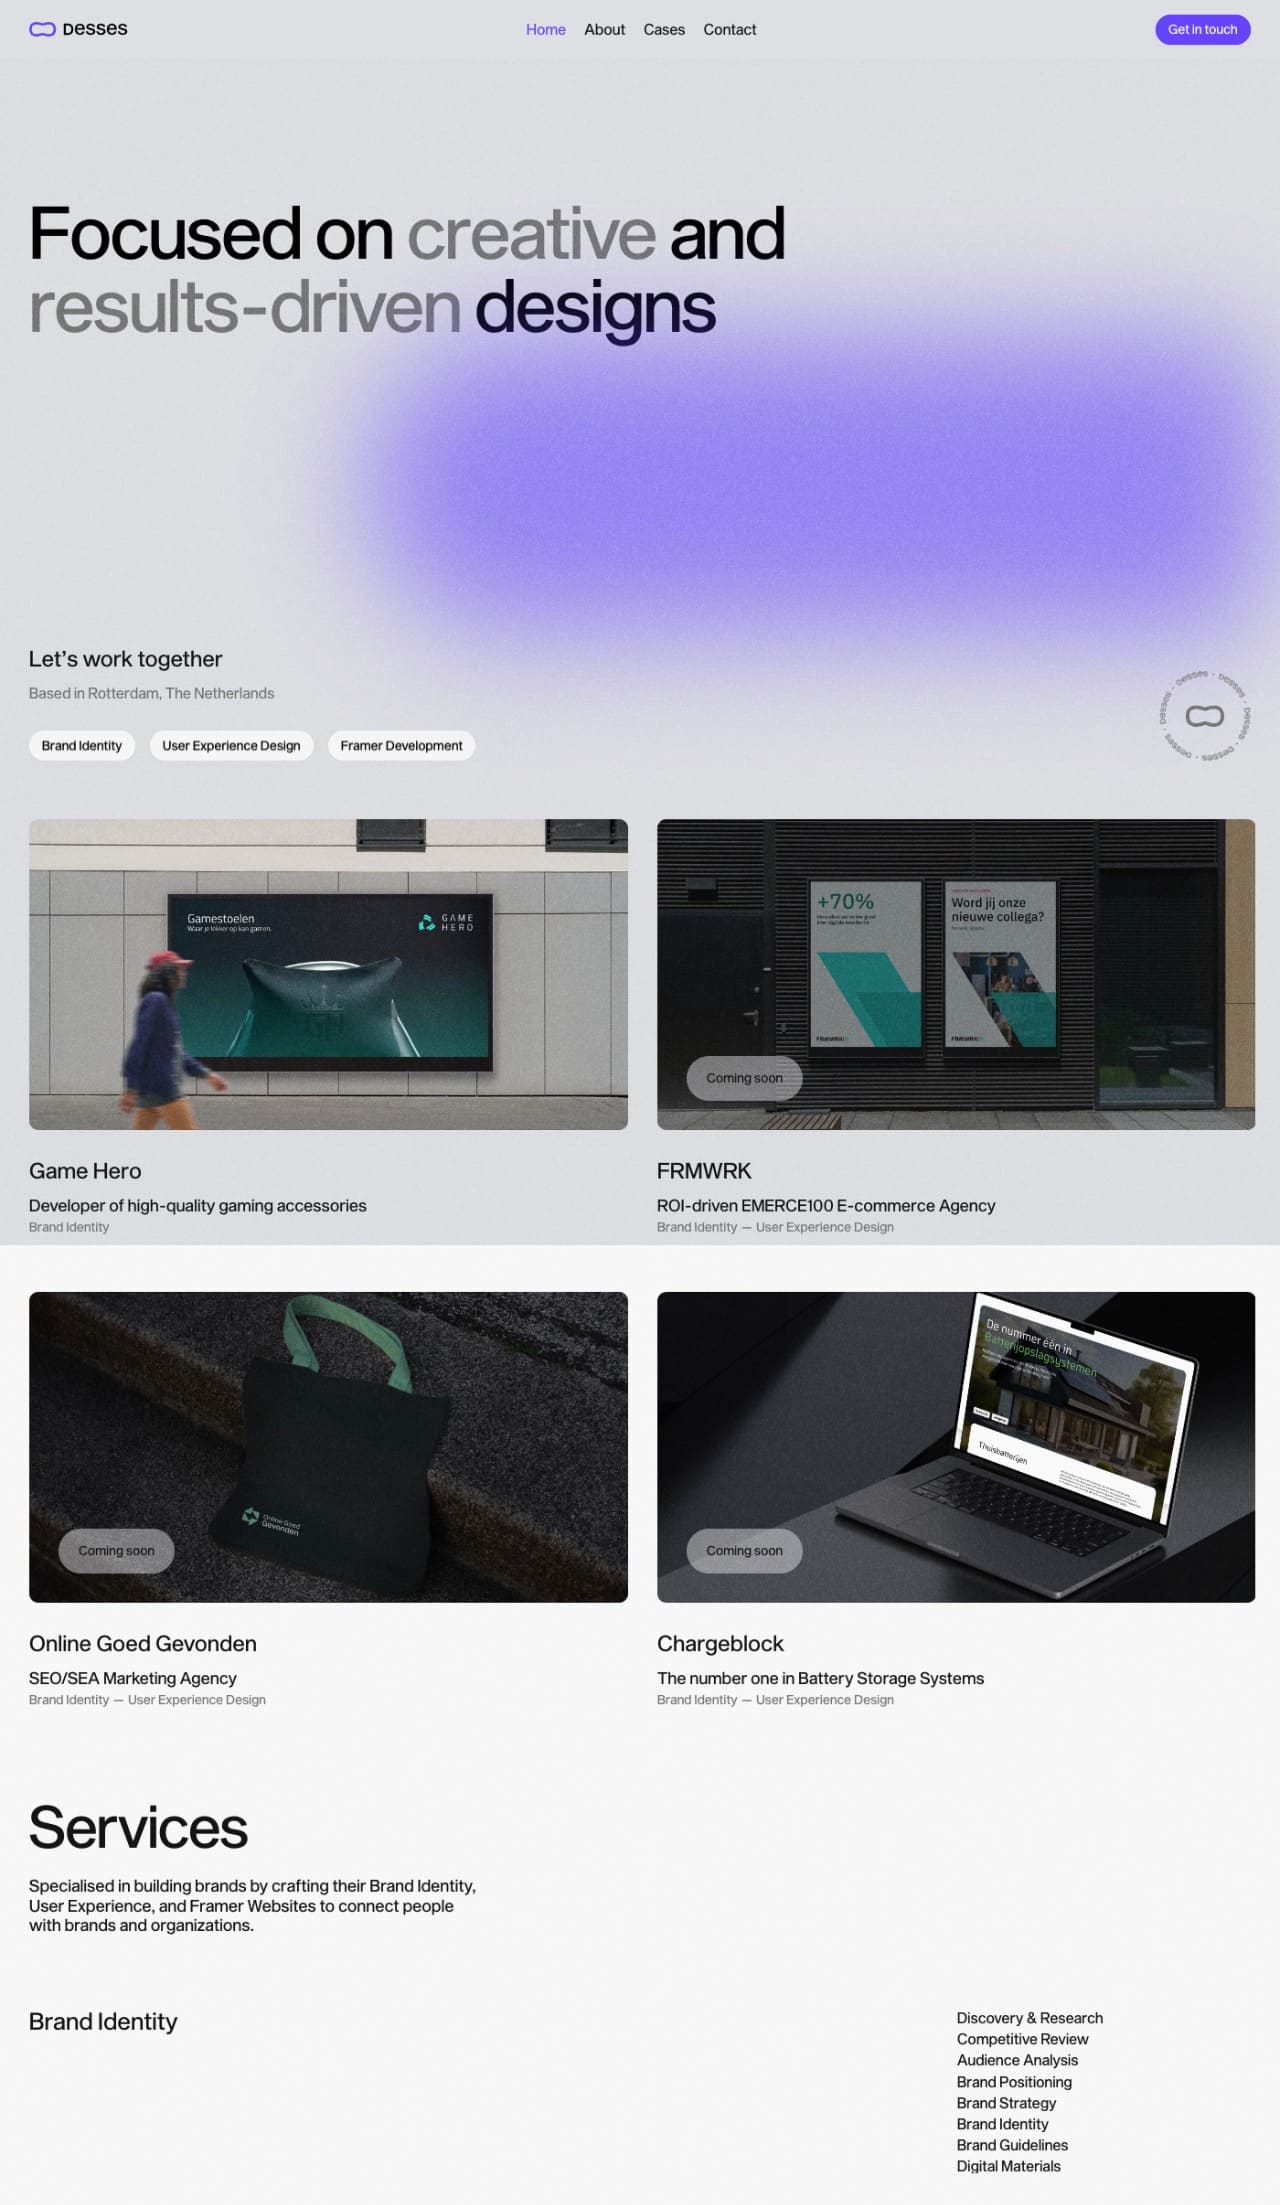 Desses
Home
About
Cases
Contact
Get in touch
Focused on creative and
results-driven designs
Let’s work together
Based in Rotterdam, The Netherlands
Brand Identity
User Experience Design
Framer Development
Desses · Desses · Desses · Desses · Desses · Desses ·
Gamestoelen
Waar je lekker op kan gamen.
GAME
HERO
+70%
FRMWRK
Word jij onze
nieuwe collega?
FRMWRK
Coming soon
Game Hero
Developer of high-quality gaming accessories
Brand Identity
FRMWRK
ROI-driven EMERCE100 E-commerce Agency
Brand Identity — User Experience Design
Online Goed
Gevonden
Coming soon
De nummer één in
Batterijopslagsystemen
Thuisbatterijen
Coming soon
Online Goed Gevonden
SEO/SEA Marketing Agency
Brand Identity — User Experience Design
Chargeblock
The number one in Battery Storage Systems
Brand Identity — User Experience Design
Services
Specialised in building brands by crafting their Brand Identity,
User Experience, and Framer Websites to connect people
with brands and organizations.
Brand Identity
Discovery & Research
Competitive Review
Audience Analysis
Brand Positioning
Brand Strategy
Brand Identity
Brand Guidelines
Digital Materials